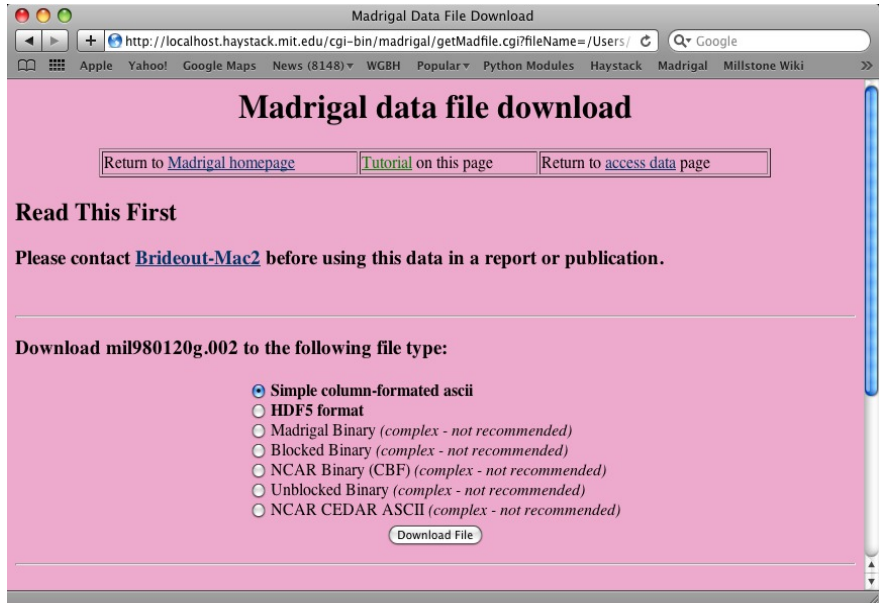 Madrigal Data File Download
http://localhost.haystack.mit.edu/cgi-bin/madrigal/getMadfile.cgi?fileName=/Users/ Google
Apple Yahoo! Google Maps News (8148) WGBH Popular Python Modules Haystack Madrigal Millstone Wiki
Madrigal data file download
Return to Madrigal homepage Tutorial on this page Return to access data page
Read This First
Please contact Brideout-Mac2 before using this data in a report or publication.
Download mil980120g.002 to the following file type:
Simple column-formated ascii
HDF5 format
Madrigal Binary (complex - not recommended)
Blocked Binary (complex - not recommended)
NCAR Binary (CBF) (complex - not recommended)
Unblocked Binary (complex - not recommended)
NCAR CEDAR ASCII (complex - not recommended)
Download File